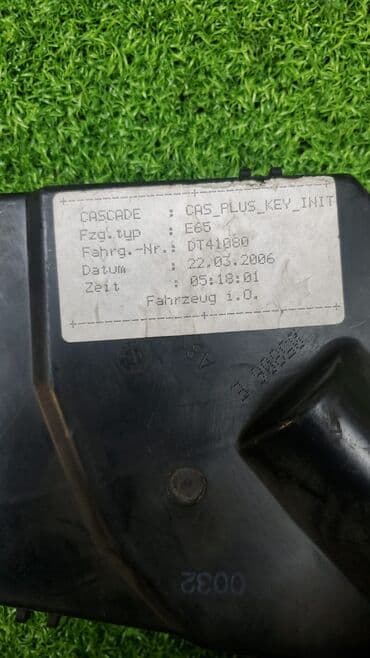 CASCADE : CAS_PLUS_KEY_INIT
Fzg.typ : E65
Fahrg.-Nr.: DT41080
Datum : 22.03.2006
Zeit : 05:18:01
Fahrzeug i.O.
0032